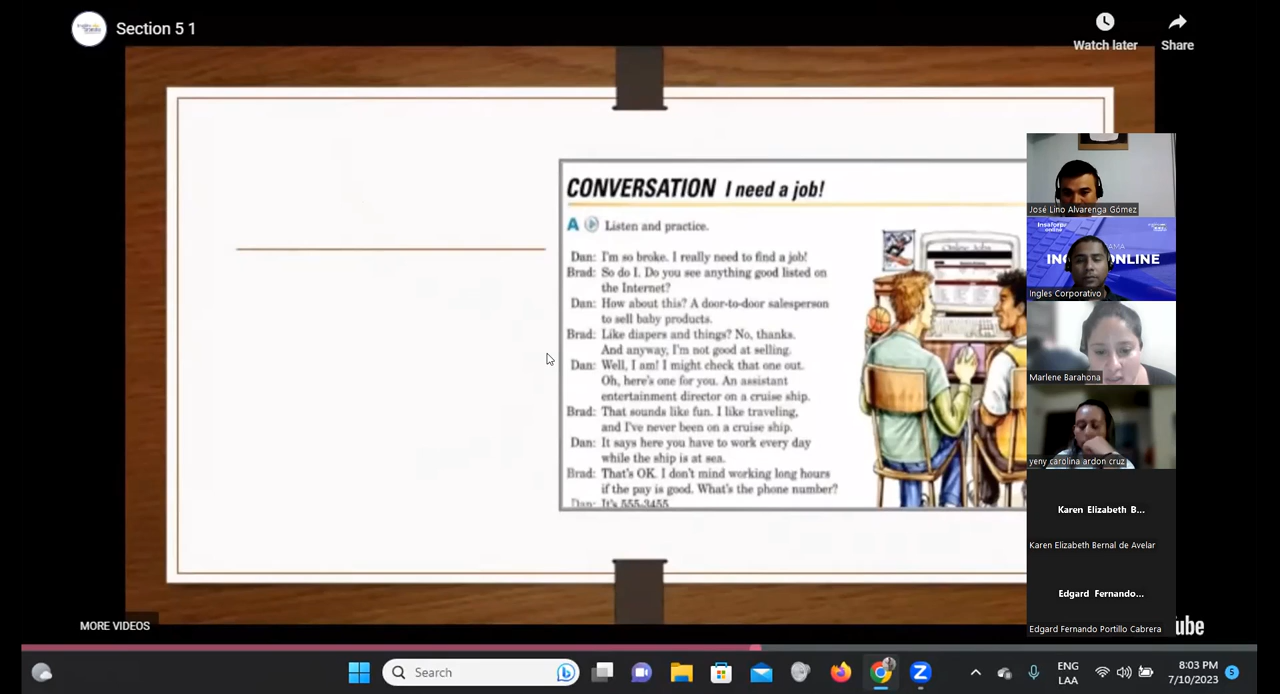 Section 5 1
Watch later
Share
CONVERSATION I need a job!
A Listen and practice.
Dan: I'm so broke. I really need to find a job!
Brad: So do I. Do you see anything good listed on
the Internet?
Dan: How about this? A door-to-door salesperson
to sell baby products.
Brad: Like diapers and things? No, thanks.
And anyway, I'm not good at selling.
Dan: Well, I am! I might check that one out.
Oh, here's one for you. An assistant
entertainment director on a cruise ship.
Brad: That sounds like fun. I like traveling,
and I've never been on a cruise ship.
Dan: It says here you have to work every day
while the ship is at sea.
Brad: That's OK. I don't mind working long hours
if the pay is good. What's the phone number?
Dan: It's 555-3455
Online Jobs
José Lino Alvarenga Gómez
Ingles Corporativo
Marlene Barahona
yeny carolina ardon cruz
Karen Elizabeth B...
Karen Elizabeth Bernal de Avelar
Edgard Fernando...
Edgard Fernando Portillo Cabrera
MORE VIDEOS
ube
Search
ENG
LAA
8:03 PM
7/10/2023
5